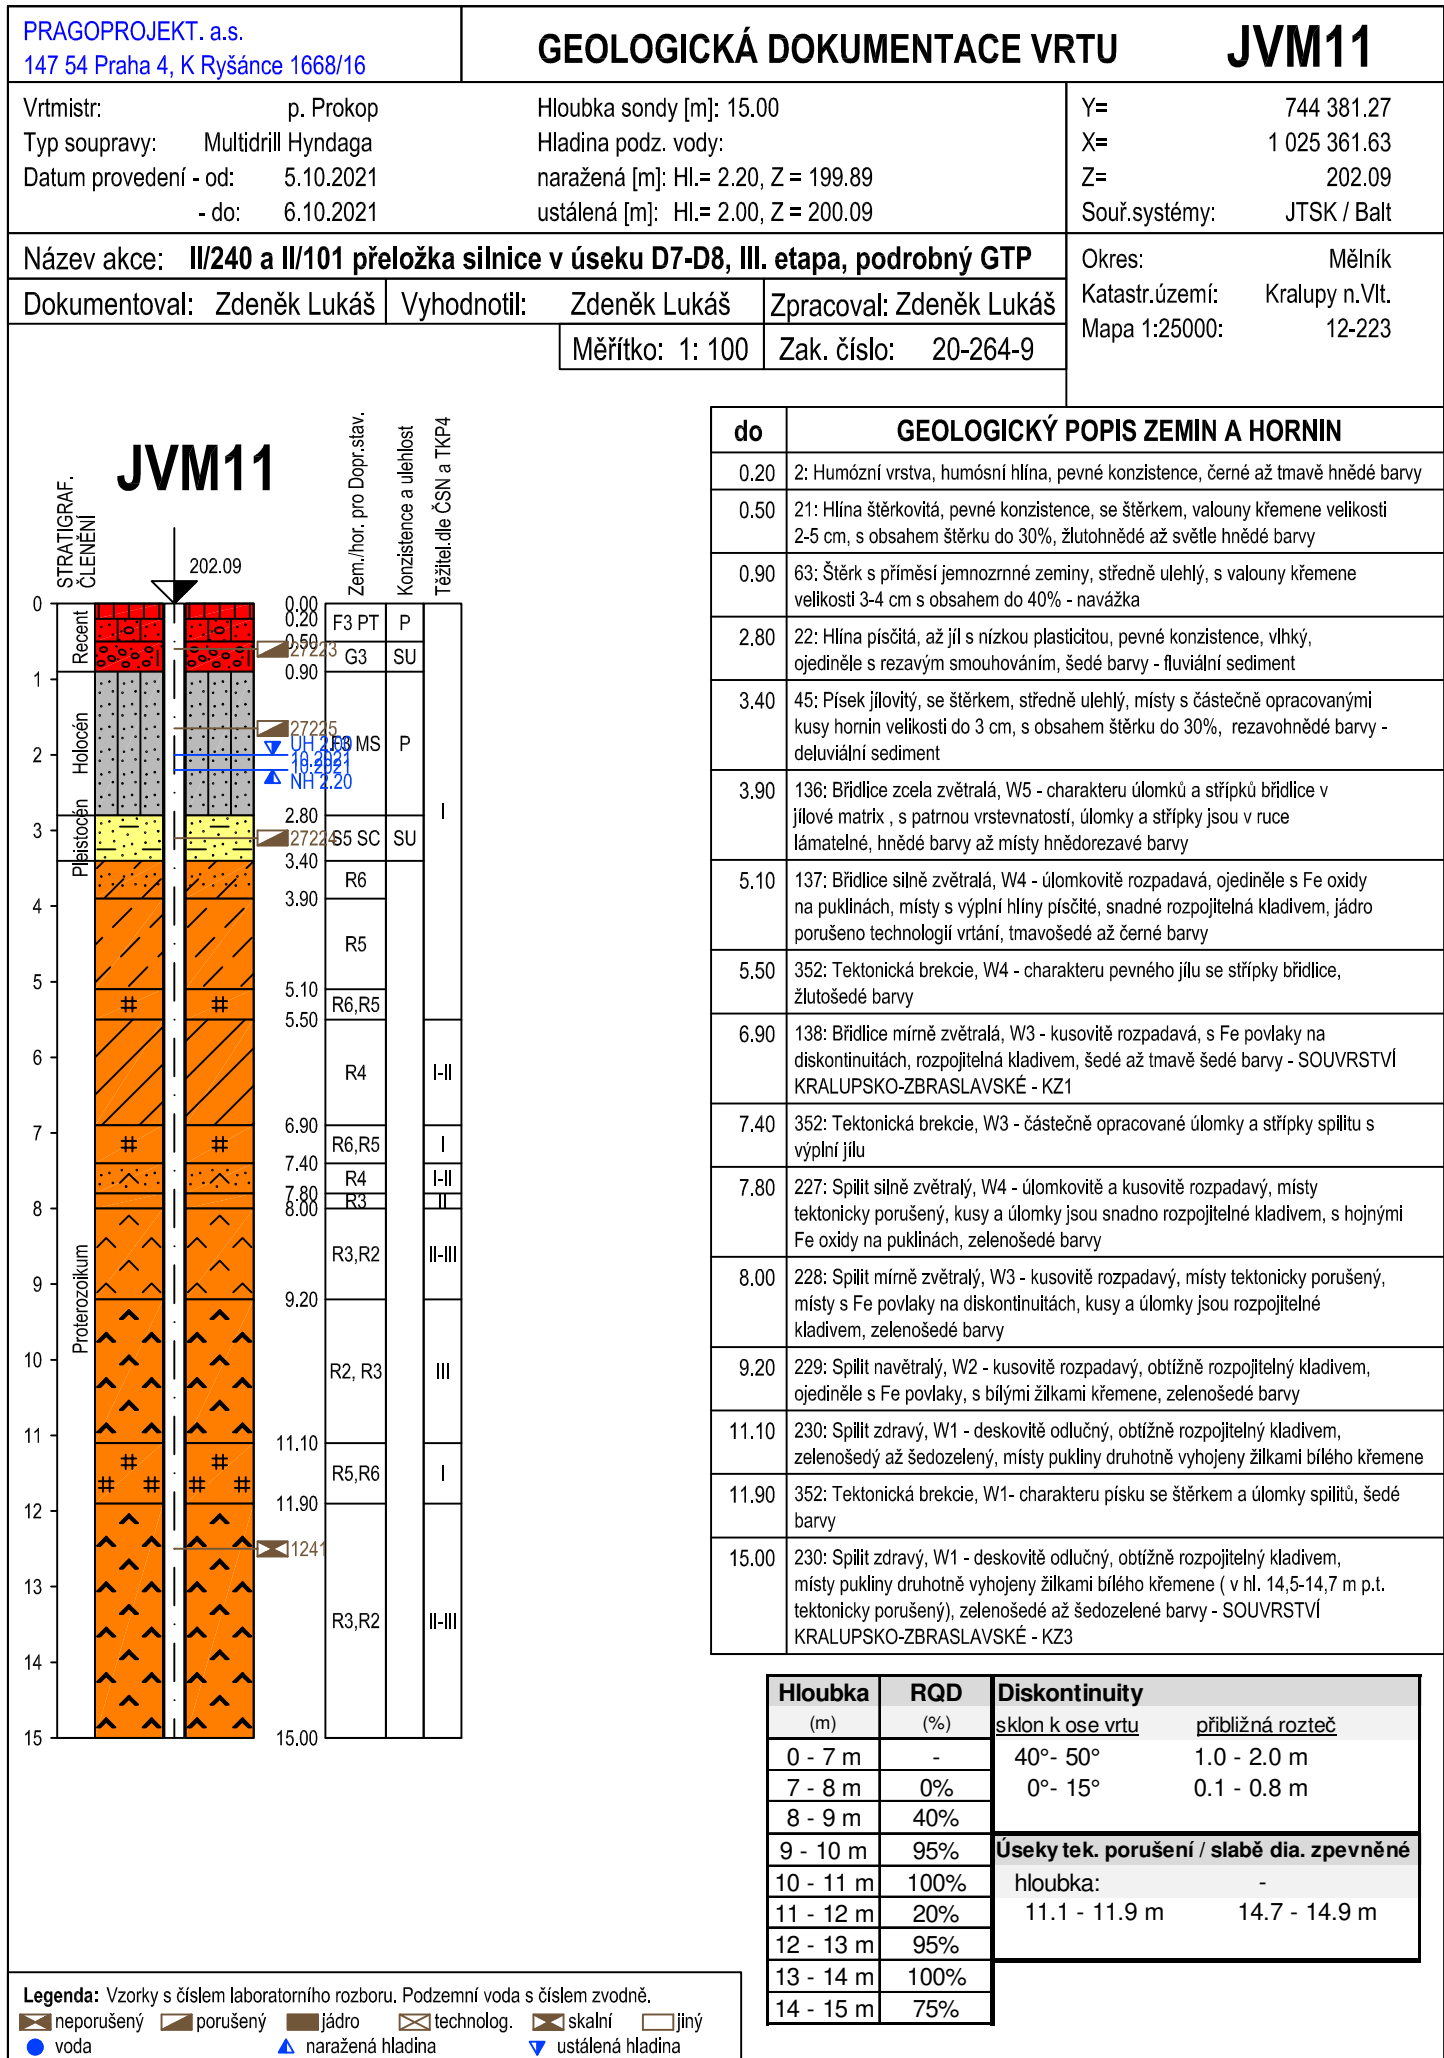 PRAGOPROJEKT. a.s.
147 54 Praha 4, K Ryšánce 1668/16
GEOLOGICKÁ DOKUMENTACE VRTU JVM11
Vrtmistr: p. Prokop
Typ soupravy: Multidrill Hyndaga
Datum provedení - od: 5.10.2021
- do: 6.10.2021
Hloubka sondy [m]: 15.00
Hladina podz. vody:
naražená [m]: Hl.= 2.20, Z = 199.89
ustálená [m]: Hl.= 2.00, Z = 200.09
Y= 744 381.27
X= 1 025 361.63
Z= 202.09
Souř.systémy: JTSK / Balt
Název akce: II/240 a II/101 přeložka silnice v úseku D7-D8, III. etapa, podrobný GTP
Dokumentoval: Zdeněk Lukáš Vyhodnotil: Zdeněk Lukáš Zpracoval: Zdeněk Lukáš
Měřítko: 1: 100 Zak. číslo: 20-264-9
Okres: Mělník
Katastr.území: Kralupy n.Vlt.
Mapa 1:25000: 12-223
JVM11
STRATIGRAF.
ČLENĚNÍ
202.09
Zem./hor. pro Dopr.stav.
Konzistence a ulehlost
Těžitel.dle ČSN a TKP4
0
1
2
3
4
5
6
7
8
9
10
11
12
13
14
15
Recent
Holocén
Pleistocén
Proterozoikum
0.00
0.20
0.50
0.90
2.80
3.40
3.90
5.10
5.50
6.90
7.40
7.80
8.00
9.20
11.10
11.90
15.00
27223
27225
UH 2.00
10.2021
10.2021
NH 2.20
27224
1241
F3 PT P
G3 SU
F3 MS P
S5 SC SU
R6
R5
R6,R5
R4
R6,R5
R4
R3
R3,R2
R2, R3
R5,R6
R3,R2
I
I-II
I
I-II
II
II-III
III
I
II-III
do GEOLOGICKÝ POPIS ZEMIN A HORNIN
0.20 2: Humózní vrstva, humósní hlína, pevné konzistence, černé až tmavě hnědé barvy
0.50 21: Hlína štěrkovitá, pevné konzistence, se štěrkem, valouny křemene velikosti
2-5 cm, s obsahem štěrku do 30%, žlutohnědé až světle hnědé barvy
0.90 63: Štěrk s příměsí jemnozrnné zeminy, středně ulehlý, s valouny křemene
velikosti 3-4 cm s obsahem do 40% - navážka
2.80 22: Hlína písčitá, až jíl s nízkou plasticitou, pevné konzistence, vlhký,
ojediněle s rezavým smouhováním, šedé barvy - fluviální sediment
3.40 45: Písek jílovitý, se štěrkem, středně ulehlý, místy s částečně opracovanými
kusy hornin velikosti do 3 cm, s obsahem štěrku do 30%, rezavohnědé barvy -
deluviální sediment
3.90 136: Břidlice zcela zvětralá, W5 - charakteru úlomků a střípků břidlice v
jílové matrix , s patrnou vrstevnatostí, úlomky a střípky jsou v ruce
lámatelné, hnědé barvy až místy hnědorezavé barvy
5.10 137: Břidlice silně zvětralá, W4 - úlomkovitě rozpadavá, ojediněle s Fe oxidy
na puklinách, místy s výplní hlíny písčité, snadné rozpojitelná kladivem, jádro
porušeno technologií vrtání, tmavošedé až černé barvy
5.50 352: Tektonická brekcie, W4 - charakteru pevného jílu se střípky břidlice,
žlutošedé barvy
6.90 138: Břidlice mírně zvětralá, W3 - kusovitě rozpadavá, s Fe povlaky na
diskontinuitách, rozpojitelná kladivem, šedé až tmavě šedé barvy - SOUVRSTVÍ
KRALUPSKO-ZBRASLAVSKÉ - KZ1
7.40 352: Tektonická brekcie, W3 - částečně opracované úlomky a střípky spilitu s
výplní jílu
7.80 227: Spilit silně zvětralý, W4 - úlomkovitě a kusovitě rozpadavý, místy
tektonicky porušený, kusy a úlomky jsou snadno rozpojitelné kladivem, s hojnými
Fe oxidy na puklinách, zelenošedé barvy
8.00 228: Spilit mírně zvětralý, W3 - kusovitě rozpadavý, místy tektonicky porušený,
místy s Fe povlaky na diskontinuitách, kusy a úlomky jsou rozpojitelné
kladivem, zelenošedé barvy
9.20 229: Spilit navětralý, W2 - kusovitě rozpadavý, obtížně rozpojitelný kladivem,
ojediněle s Fe povlaky, s bílými žilkami křemene, zelenošedé barvy
11.10 230: Spilit zdravý, W1 - deskovitě odlučný, obtížně rozpojitelný kladivem,
zelenošedý až šedozelený, místy pukliny druhotně vyhojeny žilkami bílého křemene
11.90 352: Tektonická brekcie, W1- charakteru písku se štěrkem a úlomky spilitů, šedé
barvy
15.00 230: Spilit zdravý, W1 - deskovitě odlučný, obtížně rozpojitelný kladivem,
místy pukliny druhotně vyhojeny žilkami bílého křemene ( v hl. 14,5-14,7 m p.t.
tektonicky porušený), zelenošedé až šedozelené barvy - SOUVRSTVÍ
KRALUPSKO-ZBRASLAVSKÉ - KZ3
Hloubka RQD Diskontinuity
(m) (%) sklon k ose vrtu přibližná rozteč
0 - 7 m - 40°- 50° 1.0 - 2.0 m
7 - 8 m 0% 0°- 15° 0.1 - 0.8 m
8 - 9 m 40%
9 - 10 m 95% Úseky tek. porušení / slabě dia. zpevněné
10 - 11 m 100% hloubka: -
11 - 12 m 20% 11.1 - 11.9 m 14.7 - 14.9 m
12 - 13 m 95%
13 - 14 m 100%
14 - 15 m 75%
Legenda: Vzorky s číslem laboratorního rozboru. Podzemní voda s číslem zvodně.
neporušený porušený jádro technolog. skalní jiný
voda naražená hladina ustálená hladina